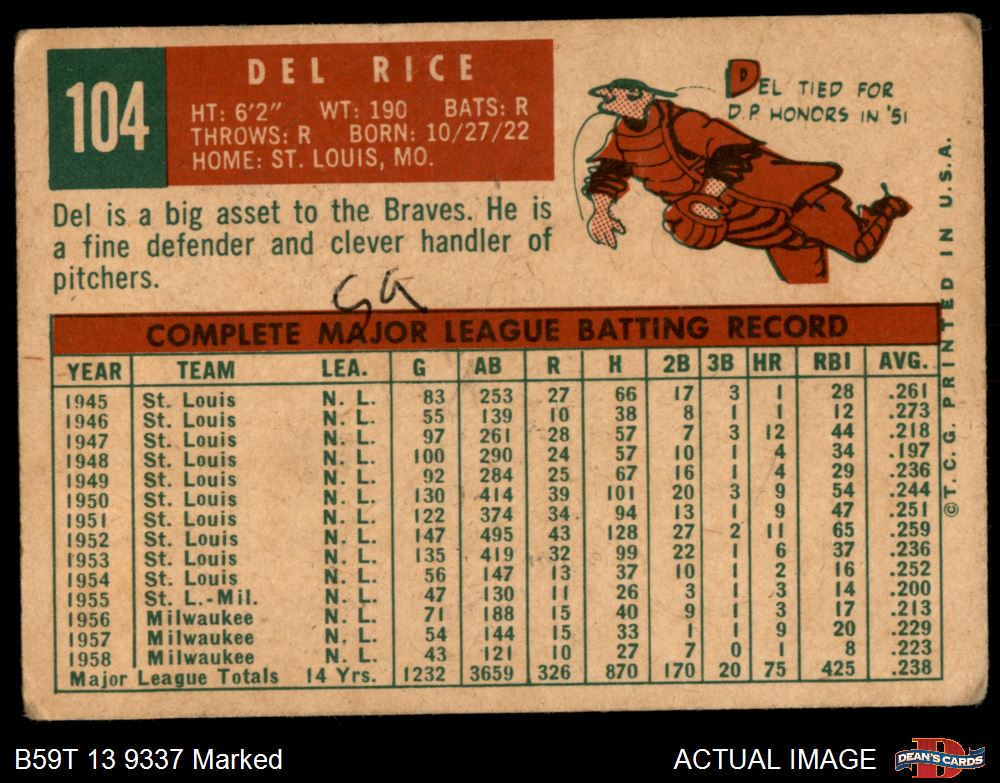 104
DEL RICE
HT: 6'2" WT: 190 BATS: R
THROWS: R BORN: 10/27/22
HOME: ST. LOUIS, MO.
DEL TIED FOR
D.P HONORS IN '51
Del is a big asset to the Braves. He is
a fine defender and clever handler of
pitchers.
COMPLETE MAJOR LEAGUE BATTING RECORD
YEAR TEAM LEA. G AB R H 2B 3B HR RBI AVG.
1945 St. Louis N. L. 83 253 27 66 17 3 1 28 .261
1946 St. Louis N. L. 55 139 10 38 8 1 1 12 .273
1947 St. Louis N. L. 97 261 28 57 7 3 12 44 .218
1948 St. Louis N. L. 100 290 24 57 10 1 4 34 .197
1949 St. Louis N. L. 92 284 25 67 16 1 4 29 .236
1950 St. Louis N. L. 130 414 39 101 20 3 9 54 .244
1951 St. Louis N. L. 122 374 34 94 13 1 9 47 .251
1952 St. Louis N. L. 147 495 43 128 27 2 11 65 .259
1953 St. Louis N. L. 135 419 32 99 22 1 6 37 .236
1954 St. Louis N. L. 56 147 13 37 10 1 2 16 .252
1955 St. L.-Mil. N. L. 47 130 11 26 3 1 3 14 .200
1956 Milwaukee N. L. 71 188 15 40 9 1 3 17 .213
1957 Milwaukee N. L. 54 144 15 33 1 1 9 20 .229
1958 Milwaukee N. L. 43 121 10 27 7 0 1 8 .223
Major League Totals 14 Yrs. 1232 3659 326 870 170 20 75 425 .238
©T.C.G. PRINTED IN U.S.A.
B59T 13 9337 Marked
ACTUAL IMAGE
DEAN'S CARDS